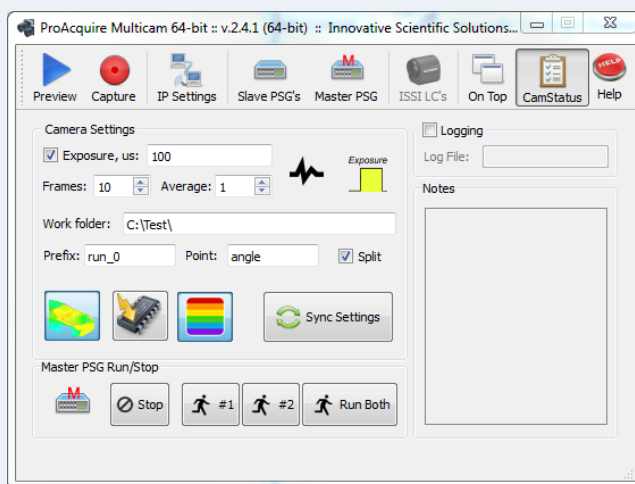 ProAcquire Multicam 64-bit :: v.2.4.1 (64-bit) :: Innovative Scientific Solutions...
Preview Capture IP Settings Slave PSG's M Master PSG ISSI LC's On Top CamStatus HELP Help
Camera Settings
Exposure, us: 100
Exposure
Frames: 10 Average: 1
Work folder: C:\Test\
Prefix: run_0 Point: angle Split
Sync Settings
Master PSG Run/Stop
M Stop #1 #2 Run Both
Logging
Log File:
Notes